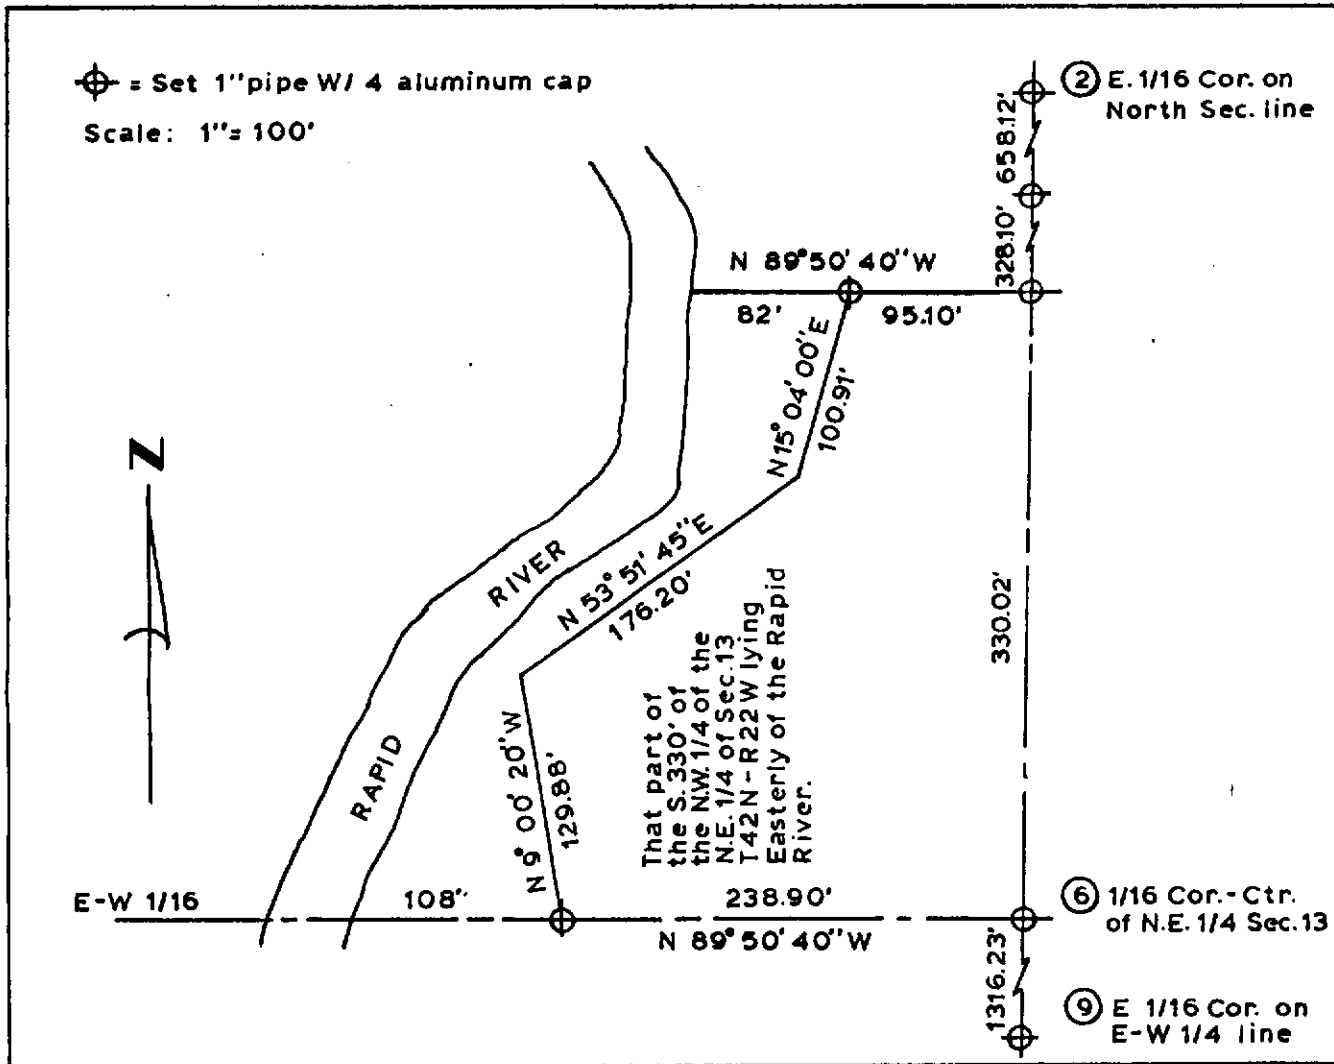 = Set 1" pipe W/ 4 aluminum cap
Scale: 1"= 100'
② E. 1/16 Cor. on
North Sec. line
658.12'
328.10'
N 89° 50' 40" W
82'
95.10'
N 15° 04' 00" E
100.91'
Z
RIVER
N 53° 51' 45" E
176.20'
330.02'
That part of
the S. 330' of
the N.W. 1/4 of the
N.E. 1/4 of Sec. 13
T42N-R22W lying
Easterly of the Rapid
River.
RAPID
N 9° 00' 20" W
129.88'
E-W 1/16
108"
238.90'
N 89° 50' 40" W
⑥ 1/16 Cor.-Ctr.
of N.E. 1/4 Sec. 13
1316.23'
⑨ E 1/16 Cor. on
E-W 1/4 line